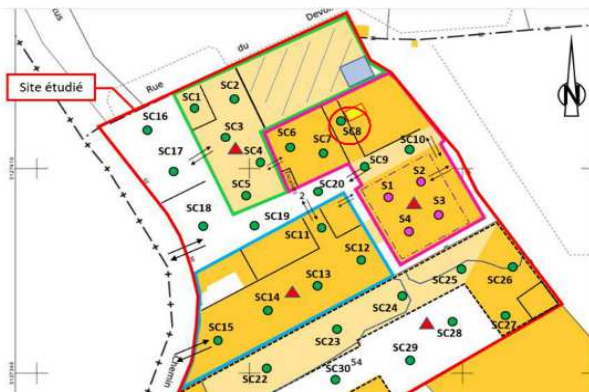 Rue du Devoi
Site étudié
N
SC16
SC1
SC2
SC17
SC3
SC4
SC5
SC6
SC7
SC8
SC9
SC10
SC18
SC19
SC20
2
S1
S2
S3
S4
SC11
SC12
SC13
SC14
SC15
SC22
SC23
SC24
SC25
SC26
SC27
SC28
SC29
SC30
54
Chemin